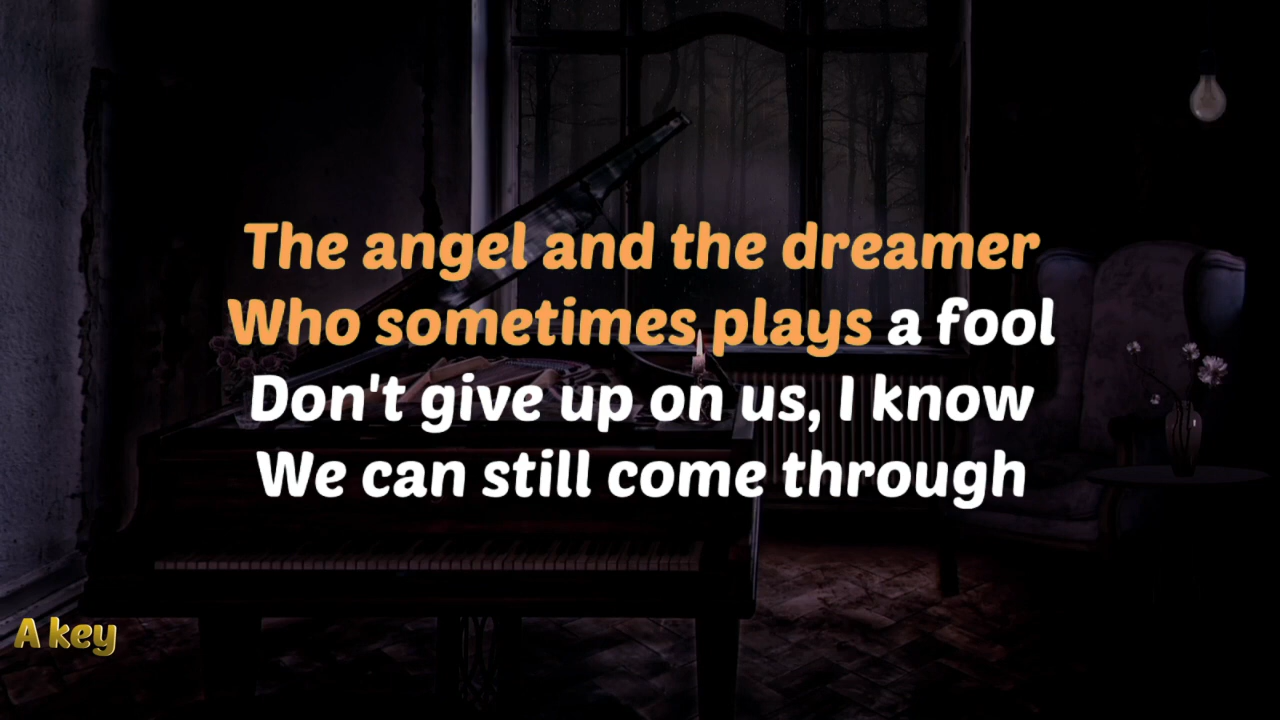 The angel and the dreamer
Who sometimes plays a fool
Don't give up on us, I know
We can still come through
A key